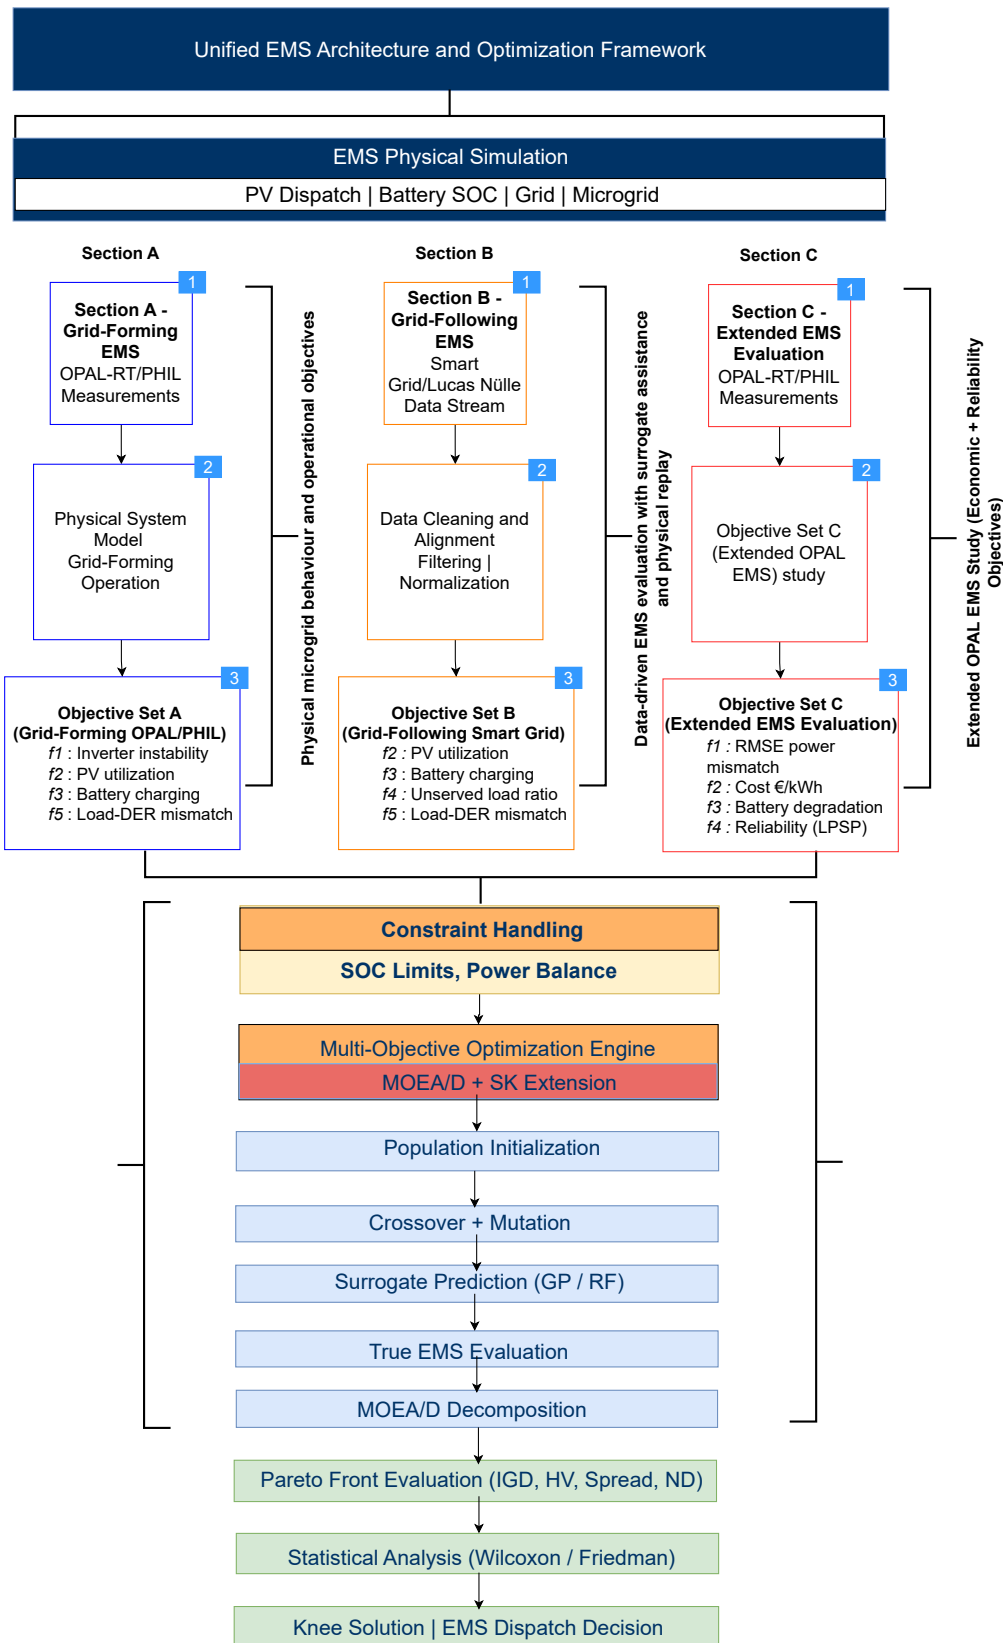 Unified EMS Architecture and Optimization Framework
EMS Physical Simulation
PV Dispatch | Battery SOC | Grid | Microgrid
Section A
1
Section A -
Grid-Forming
EMS
OPAL-RT/PHIL
Measurements
2
Physical System
Model
Grid-Forming
Operation
3
Objective Set A
(Grid-Forming OPAL/PHIL)
f1 : Inverter instability
f2 : PV utilization
f3 : Battery charging
f5 : Load-DER mismatch
Physical microgrid behaviour and operational objectives
Section B
1
Section B -
Grid-Following
EMS
Smart
Grid/Lucas Nülle
Data Stream
2
Data Cleaning and
Alignment
Filtering |
Normalization
3
Objective Set B
(Grid-Following Smart Grid)
f2 : PV utilization
f3 : Battery charging
f4 : Unserved load ratio
f5 : Load-DER mismatch
Data-driven EMS evaluation with surrogate assistance
and physical replay
Section C
1
Section C -
Extended EMS
Evaluation
OPAL-RT/PHIL
Measurements
2
Objective Set C
(Extended OPAL
EMS) study
3
Objective Set C
(Extended EMS Evaluation)
f1 : RMSE power
mismatch
f2 : Cost €/kWh
f3 : Battery degradation
f4 : Reliability (LPSP)
Extended OPAL EMS Study (Economic + Reliability
Objectives)
Constraint Handling
SOC Limits, Power Balance
Multi-Objective Optimization Engine
MOEA/D + SK Extension
Population Initialization
Crossover + Mutation
Surrogate Prediction (GP / RF)
True EMS Evaluation
MOEA/D Decomposition
Pareto Front Evaluation (IGD, HV, Spread, ND)
Statistical Analysis (Wilcoxon / Friedman)
Knee Solution | EMS Dispatch Decision